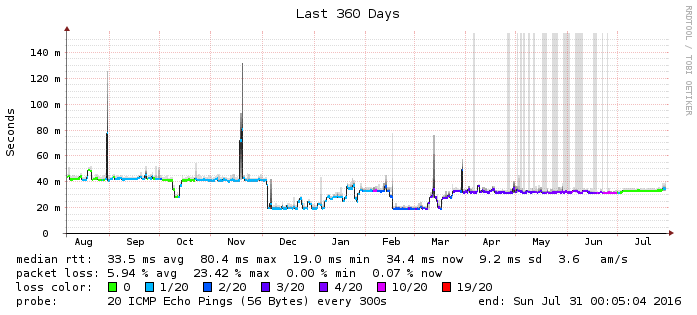 Last 360 Days
RRDTOOL / TOBI OETIKER
Seconds
140 m
120 m
100 m
80 m
60 m
40 m
20 m
0
Aug Sep Oct Nov Dec Jan Feb Mar Apr May Jun Jul
median rtt: 33.5 ms avg 80.4 ms max 19.0 ms min 34.4 ms now 9.2 ms sd 3.6 am/s
packet loss: 5.94 % avg 23.42 % max 0.00 % min 0.07 % now
loss color: 0 1/20 2/20 3/20 4/20 10/20 19/20
probe: 20 ICMP Echo Pings (56 Bytes) every 300s end: Sun Jul 31 00:05:04 2016